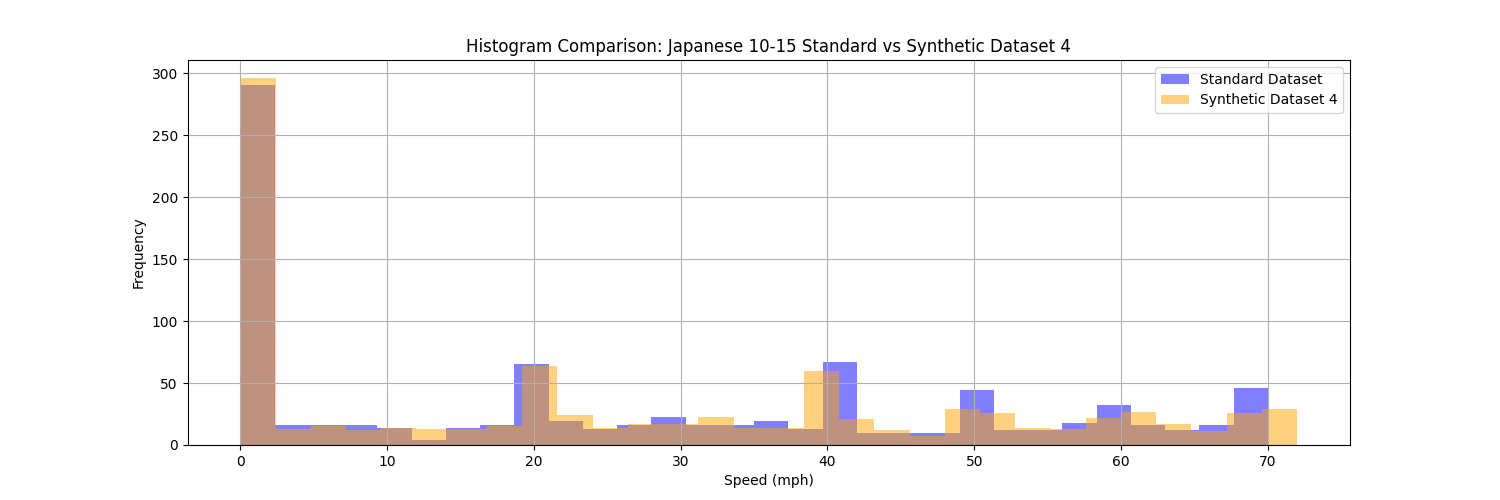 Histogram Comparison: Japanese 10-15 Standard vs Synthetic Dataset 4
Standard Dataset
Synthetic Dataset 4
Frequency
300
250
200
150
100
50
0
0 10 20 30 40 50 60 70
Speed (mph)